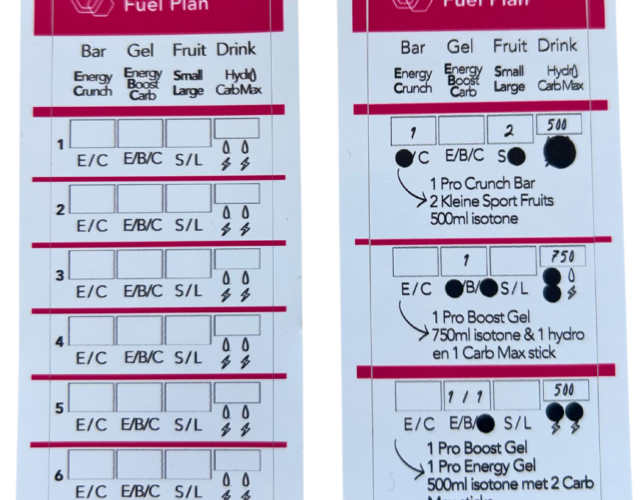 Fuel Plan
Bar Gel Fruit Drink
Energy Crunch
Energy Boost Carb
Small Large
Hydro CarbMax
1
E/C E/B/C S/L
2
E/C E/B/C S/L
3
E/C E/B/C S/L
4
E/C E/B/C S/L
5
E/C E/B/C S/L
6
E/C E/B/C S/L
Fuel Plan
Bar Gel Fruit Drink
Energy Crunch
Energy Boost Carb
Small Large
Hydro CarbMax
1 2 500
/C E/B/C S
1 Pro Crunch Bar
2 Kleine Sport Fruits
500ml isotone
1 750
E/C /B/ S/L
1 Pro Boost Gel
750ml isotone & 1 hydro
en 1 Carb Max stick
1 / 1 500
E/C E/B/ S/L
1 Pro Boost Gel
1 Pro Energy Gel
500ml isotone met 2 Carb